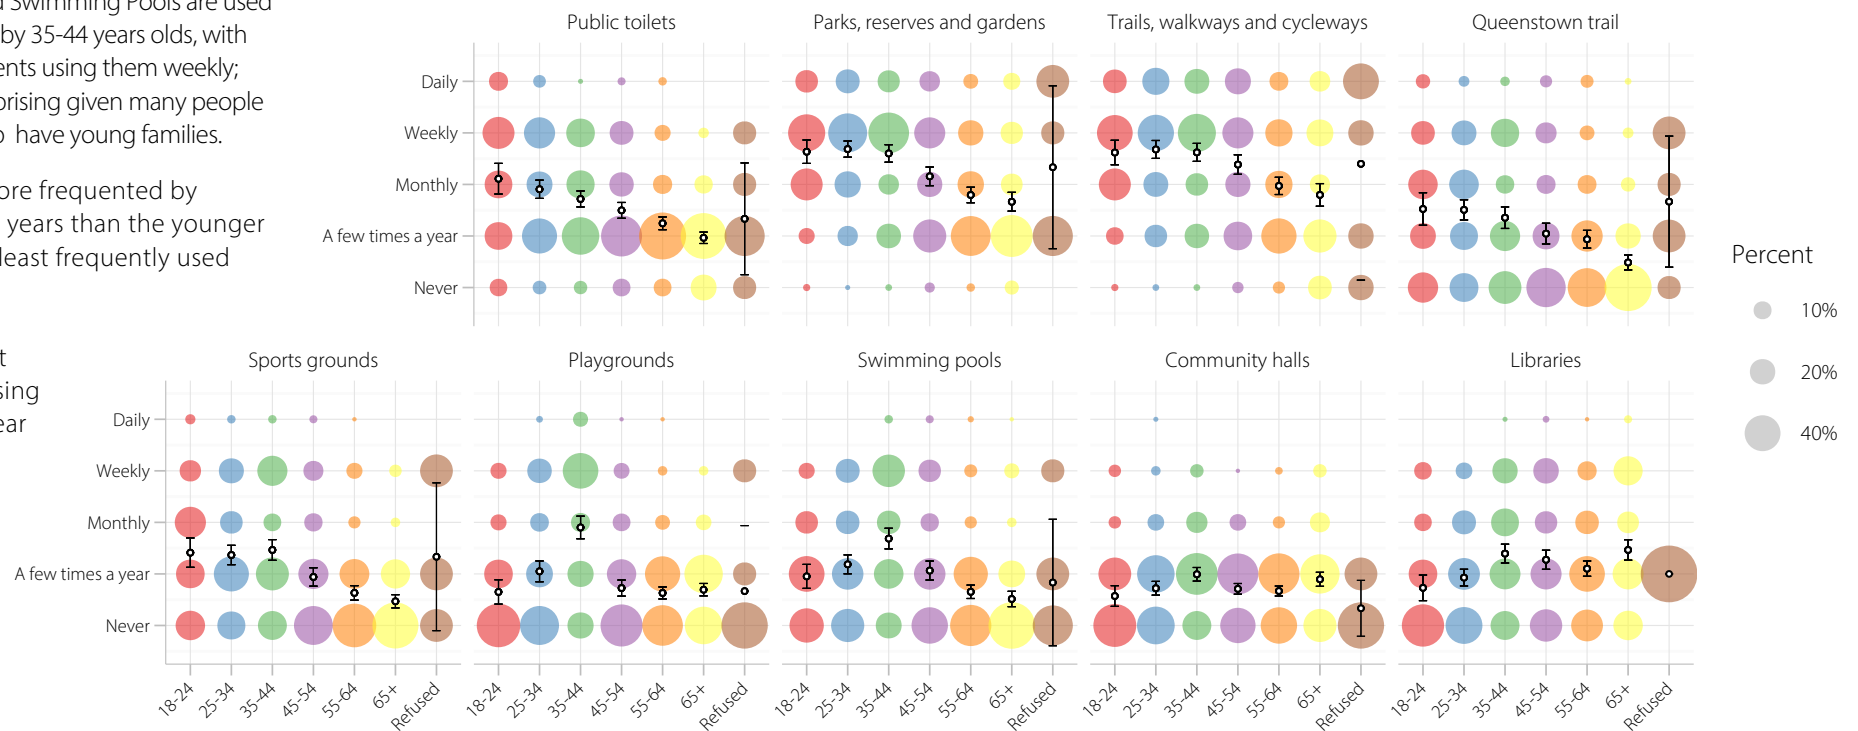 Swimming Pools are used
by 35-44 years olds, with
using them weekly;
given many people
have young families.
frequented by
years than the younger
least frequently used
Public toilets
Parks, reserves and gardens
Trails, walkways and cycleways
Queenstown trail
Daily
Weekly
Monthly
A few times a year
Never
Percent
10%
20%
40%
Sports grounds
Playgrounds
Swimming pools
Community halls
Libraries
Daily
Weekly
Monthly
A few times a year
Never
18-24 25-34 35-44 45-54 55-64 65+ Refused
18-24 25-34 35-44 45-54 55-64 65+ Refused
18-24 25-34 35-44 45-54 55-64 65+ Refused
18-24 25-34 35-44 45-54 55-64 65+ Refused
18-24 25-34 35-44 45-54 55-64 65+ Refused